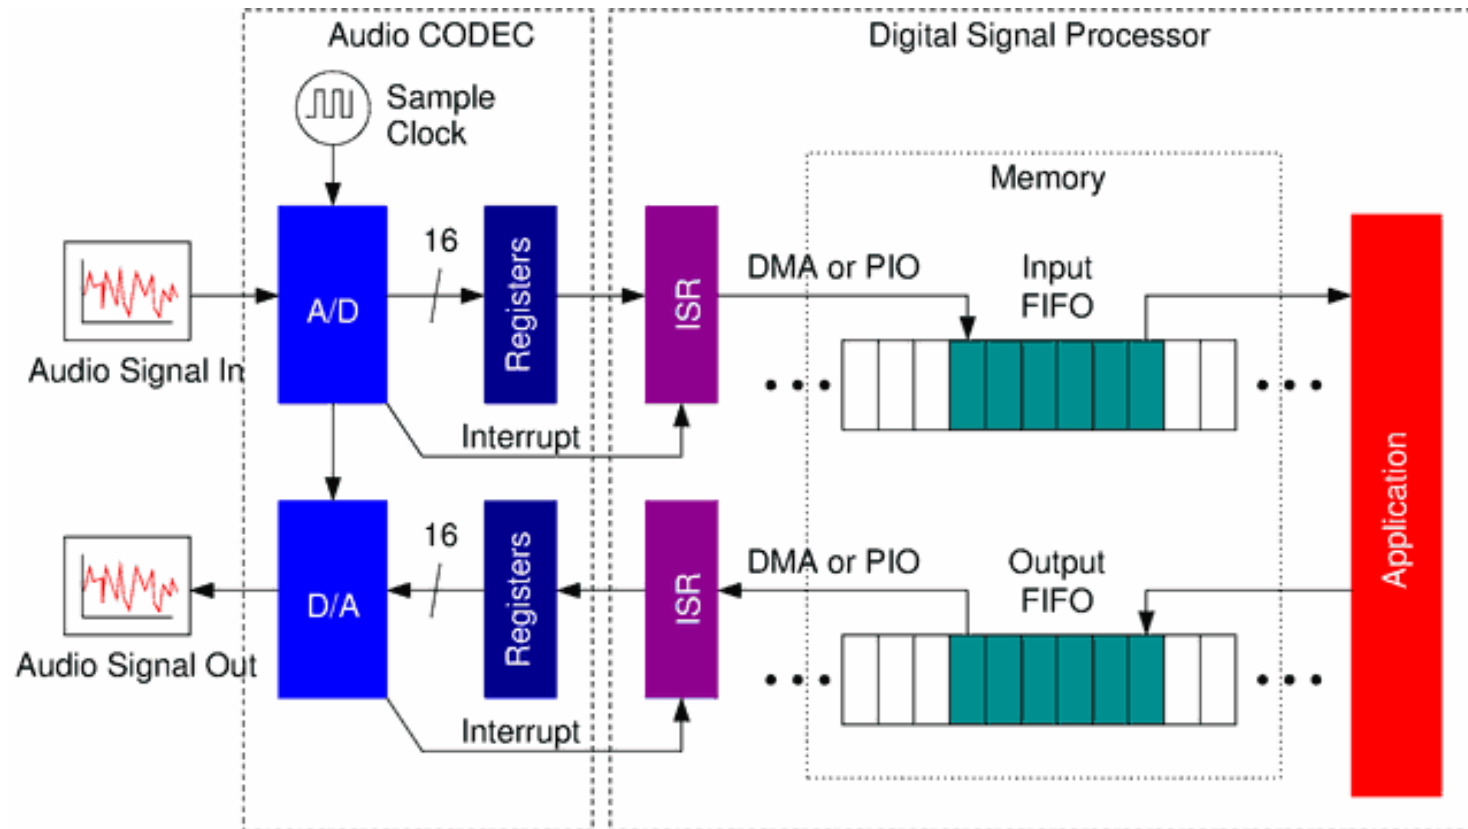 Audio CODEC
Digital Signal Processor
Sample
Clock
Memory
16
DMA or PIO
Input
FIFO
A/D
Registers
ISR
Audio Signal In
Interrupt
Application
16
DMA or PIO
Output
FIFO
D/A
Registers
ISR
Audio Signal Out
Interrupt